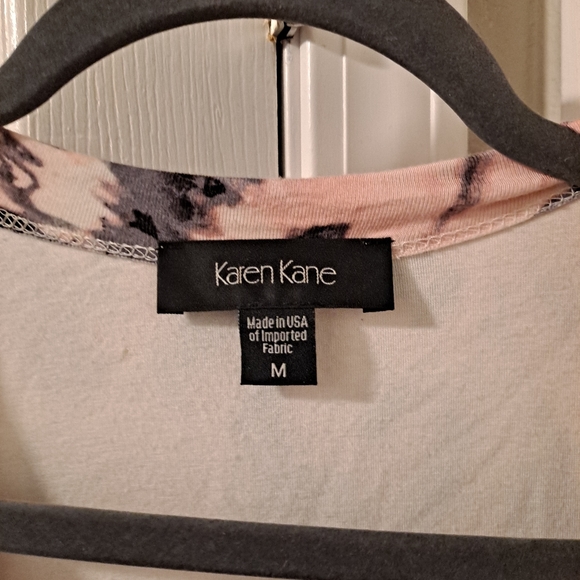 Karen Kane
Made in USA
of Imported
Fabric
M